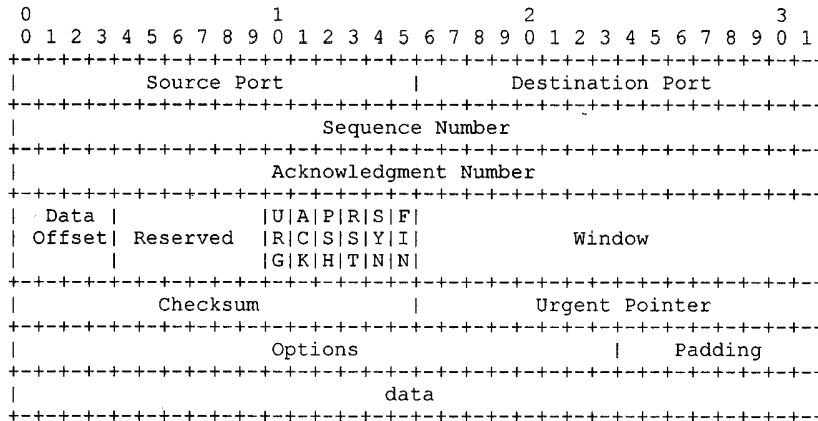 0                   1                   2                   3
0 1 2 3 4 5 6 7 8 9 0 1 2 3 4 5 6 7 8 9 0 1 2 3 4 5 6 7 8 9 0 1
+-+-+-+-+-+-+-+-+-+-+-+-+-+-+-+-+-+-+-+-+-+-+-+-+-+-+-+-+-+-+-+-
|          Source Port          |       Destination Port
+-+-+-+-+-+-+-+-+-+-+-+-+-+-+-+-+-+-+-+-+-+-+-+-+-+-+-+-+-+-+-+-
|                        Sequence Number
+-+-+-+-+-+-+-+-+-+-+-+-+-+-+-+-+-+-+-+-+-+-+-+-+-+-+-+-+-+-+-+-
|                    Acknowledgment Number
+-+-+-+-+-+-+-+-+-+-+-+-+-+-+-+-+-+-+-+-+-+-+-+-+-+-+-+-+-+-+-+-
|  Data |           |U|A|P|R|S|F|
| Offset| Reserved  |R|C|S|S|Y|I|            Window
|       |           |G|K|H|T|N|N|
+-+-+-+-+-+-+-+-+-+-+-+-+-+-+-+-+-+-+-+-+-+-+-+-+-+-+-+-+-+-+-+-
|           Checksum            |         Urgent Pointer
+-+-+-+-+-+-+-+-+-+-+-+-+-+-+-+-+-+-+-+-+-+-+-+-+-+-+-+-+-+-+-+-
|                    Options                    |    Padding
+-+-+-+-+-+-+-+-+-+-+-+-+-+-+-+-+-+-+-+-+-+-+-+-+-+-+-+-+-+-+-+-
|                             data
+-+-+-+-+-+-+-+-+-+-+-+-+-+-+-+-+-+-+-+-+-+-+-+-+-+-+-+-+-+-+-+-